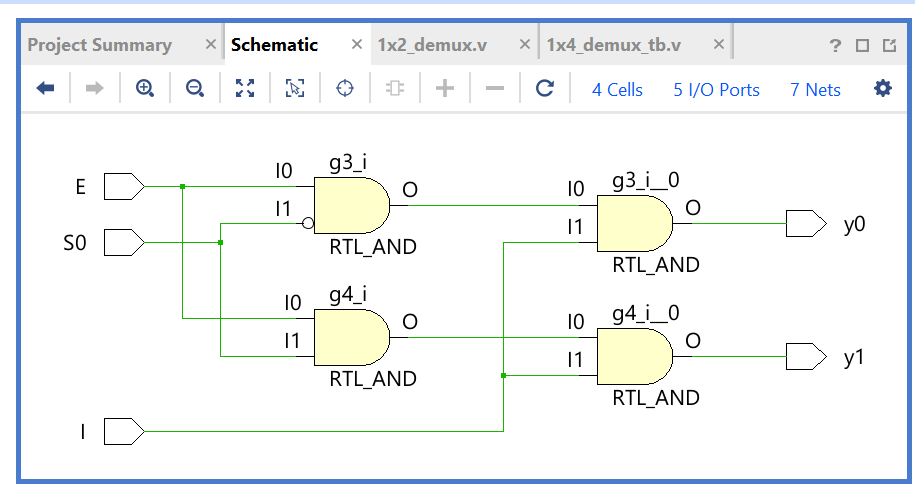 Project Summary × Schematic × 1x2_demux.v × 1x4_demux_tb.v × ?
4 Cells 5 I/O Ports 7 Nets
E I0 g3_i O
I1
RTL_AND
S0
I0 g3_i__0 O y0
I1
RTL_AND
I0 g4_i O
I1
RTL_AND
I0 g4_i__0 O y1
I1
RTL_AND
I